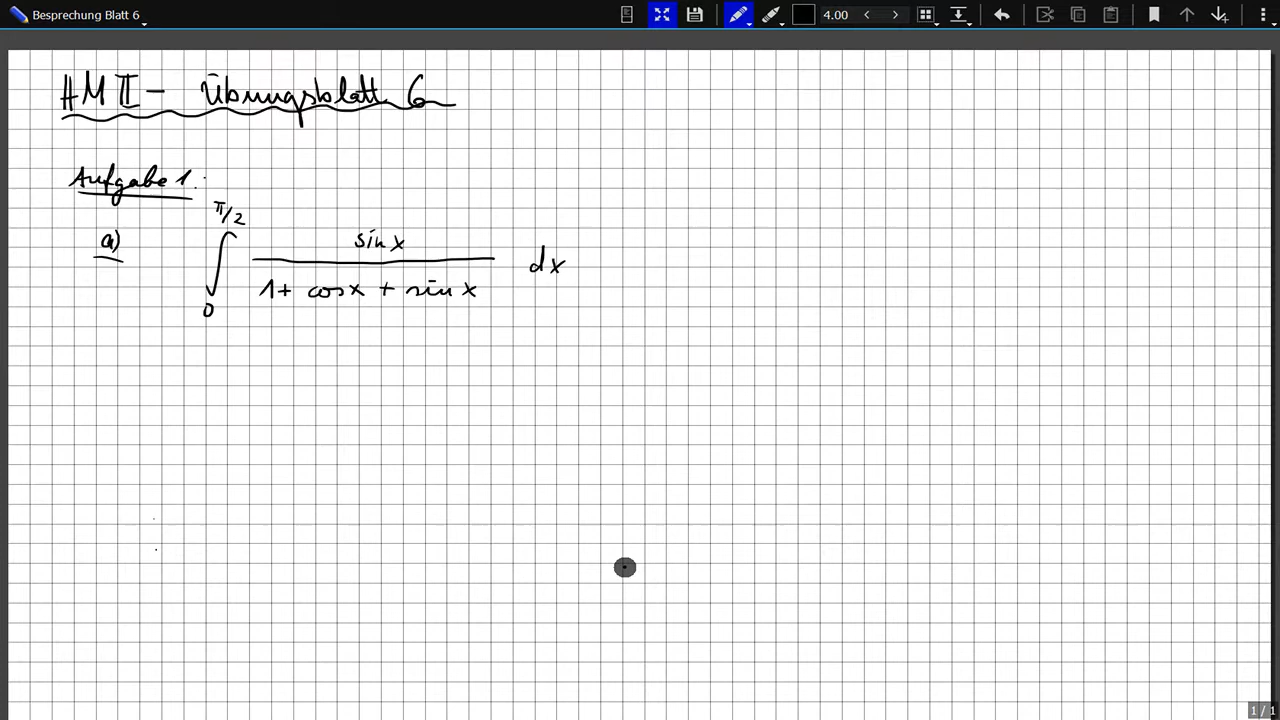 Besprechung Blatt 6
4.00
HM II - Übungsblatt 6
Aufgabe 1:
a) ∫₀^{π/2} sin x / (1 + cos x + sin x) dx
1 / 1